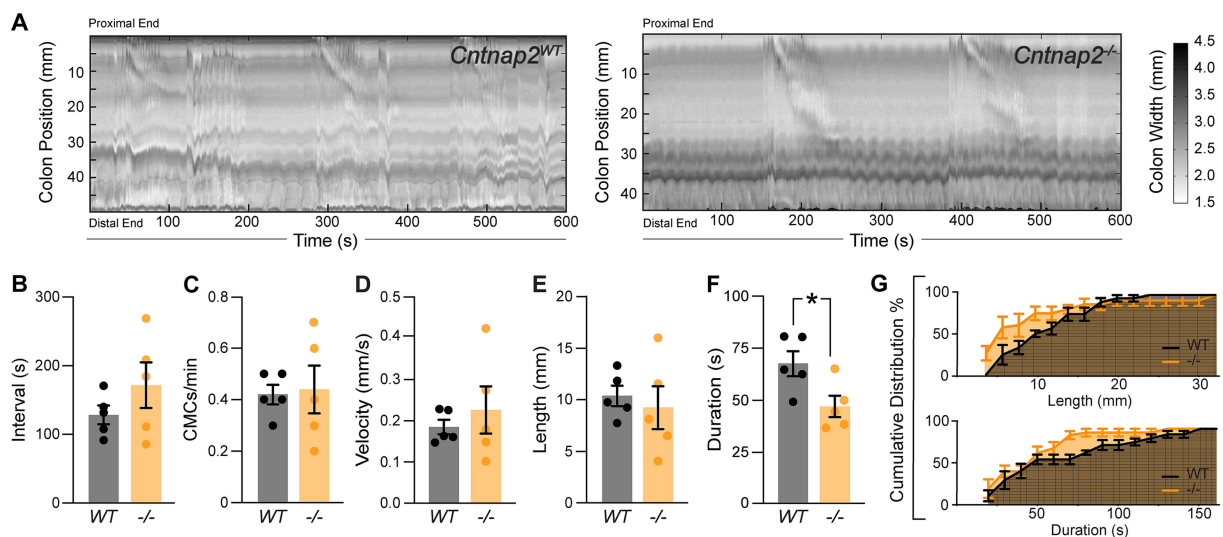 A
Proximal End
Cntnap2WT
Colon Position (mm)
10
20
30
40
Distal End
100
200
300
400
500
600
Time (s)
Proximal End
Cntnap2-/-
Colon Position (mm)
10
20
30
40
Distal End
100
200
300
400
500
600
Time (s)
Colon Width (mm)
4.5
4.0
3.5
3.0
2.5
2.0
1.5
B
Interval (s)
300
200
100
0
WT -/-
C
CMCs/min
0.8
0.6
0.4
0.2
0.0
WT -/-
D
Velocity (mm/s)
0.5
0.4
0.3
0.2
0.1
0.0
WT -/-
E
Length (mm)
20
15
10
5
0
WT -/-
F
Duration (s)
100
75
50
25
0
*
WT -/-
G
Cumulative Distribution %
100
50
0
WT
-/-
10 20 30
Length (mm)
100
50
0
WT
-/-
50 100 150
Duration (s)